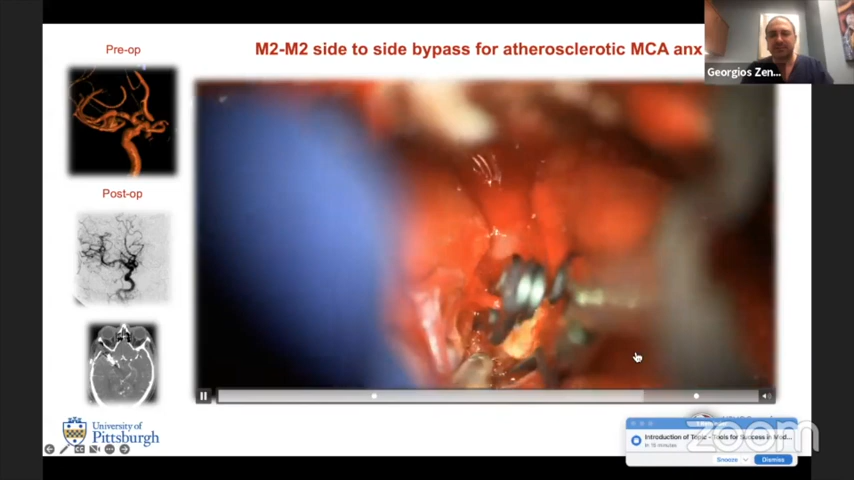 Pre-op
M2-M2 side to side bypass for atherosclerotic MCA anx
Georgios Zen...
Post-op
University of
Pittsburgh
Introduction of Topic - Tools for Success in Mod...
in 15 minutes
Snooze
Dismiss
zoom